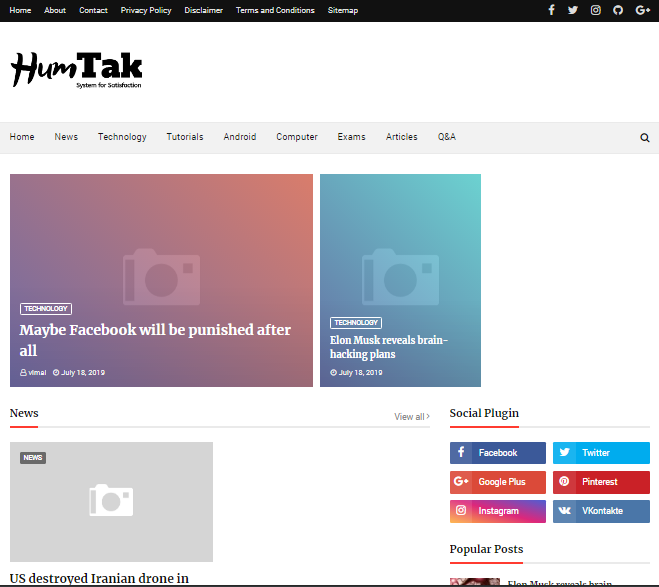 Home About Contact Privacy Policy Disclaimer Terms and Conditions Sitemap
HumTak
System for Satisfaction
Home News Technology Tutorials Android Computer Exams Articles Q&A
TECHNOLOGY
Maybe Facebook will be punished after
all
vimal July 18, 2019
TECHNOLOGY
Elon Musk reveals brain-
hacking plans
July 18, 2019
News
View all
NEWS
US destroyed Iranian drone in
Social Plugin
Facebook
Twitter
Google Plus
Pinterest
Instagram
VKontakte
Popular Posts
Elon Musk reveals brain-